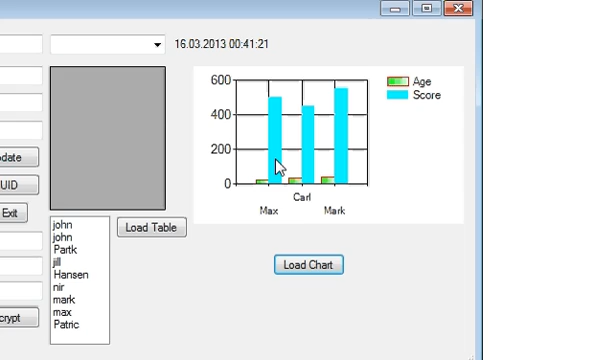 16.03.2013 00:41:21
date
UID
Exit
crypt
john
john
Partk
jill
Hansen
nir
mark
max
Patric
Load Table
600
400
200
0
Carl
Max
Mark
Age
Score
Load Chart